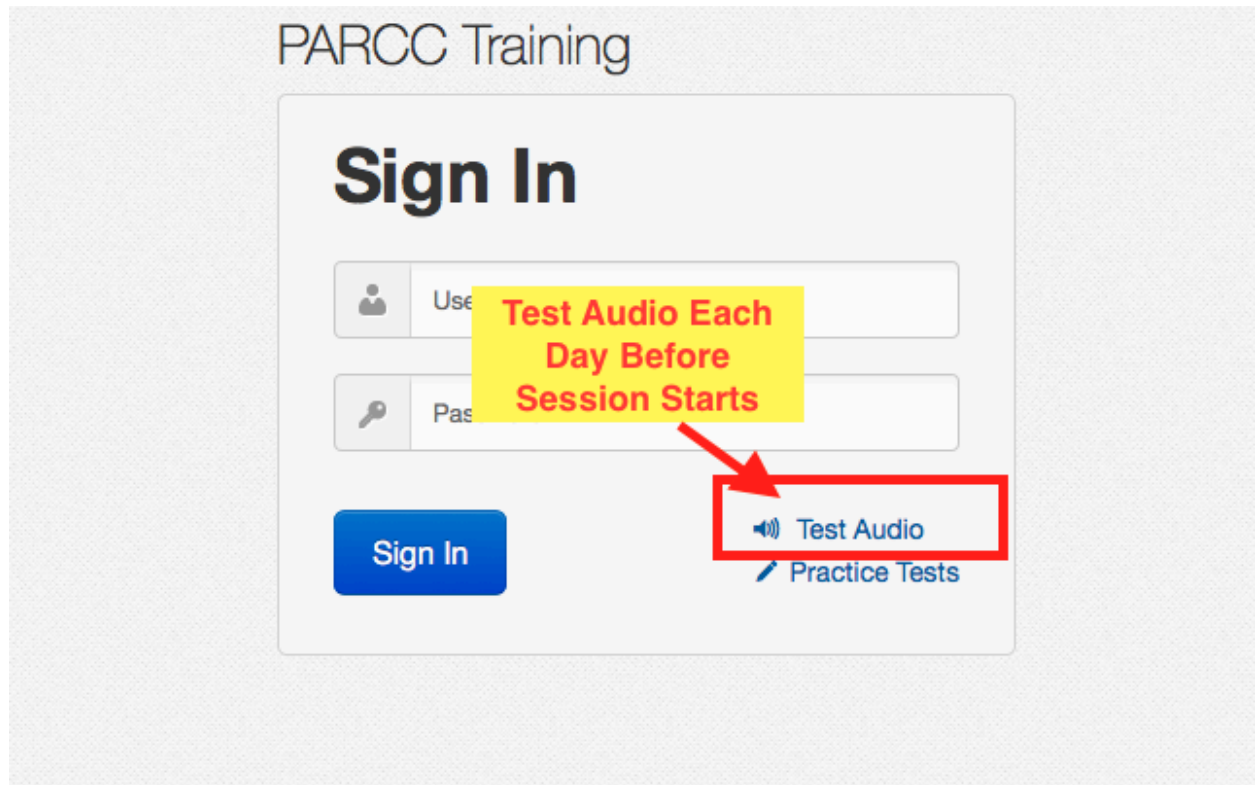 PARCC Training
Sign In
Use
Test Audio Each
Day Before
Session Starts
Pas
Sign In
Test Audio
Practice Tests